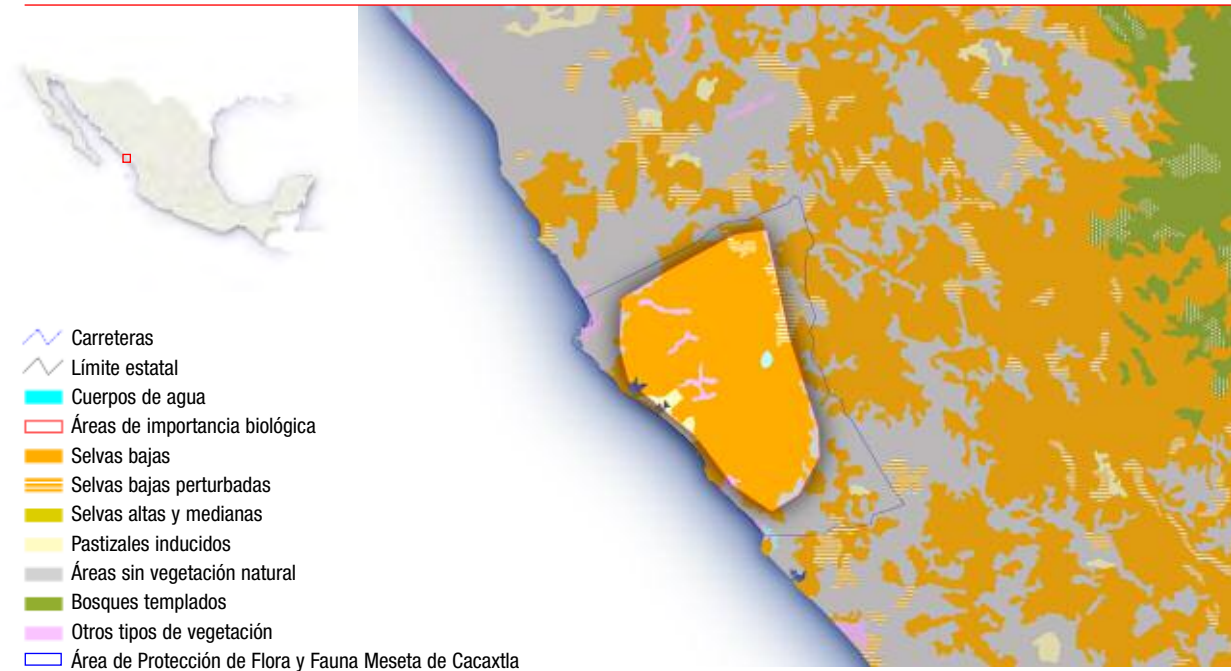 Carreteras
Límite estatal
Cuerpos de agua
Áreas de importancia biológica
Selvas bajas
Selvas bajas perturbadas
Selvas altas y medianas
Pastizales inducidos
Áreas sin vegetación natural
Bosques templados
Otros tipos de vegetación
Área de Protección de Flora y Fauna Meseta de Cacaxtla